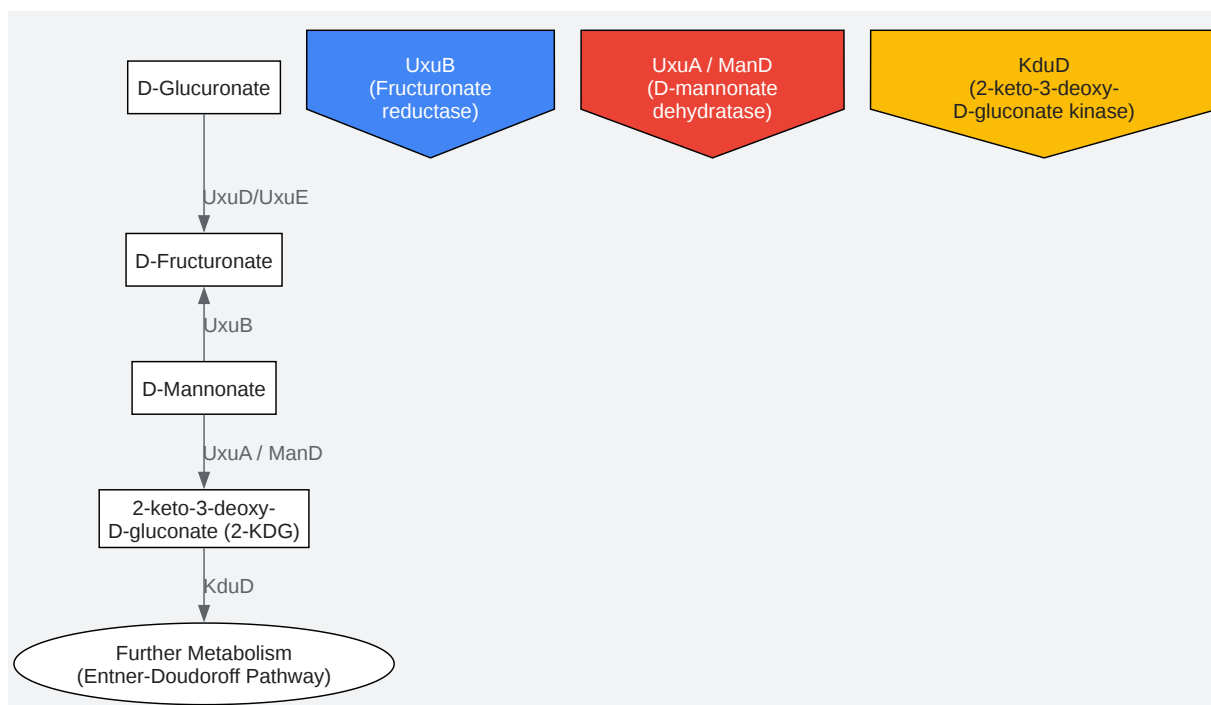 UxuB
(Fructuronate
reductase)
UxuA / ManD
(D-mannonate
dehydratase)
KduD
(2-keto-3-deoxy-
D-gluconate kinase)
D-Glucuronate
UxuD/UxuE
D-Fructuronate
UxuB
D-Mannonate
UxuA / ManD
2-keto-3-deoxy-
D-gluconate (2-KDG)
KduD
Further Metabolism
(Entner-Doudoroff Pathway)